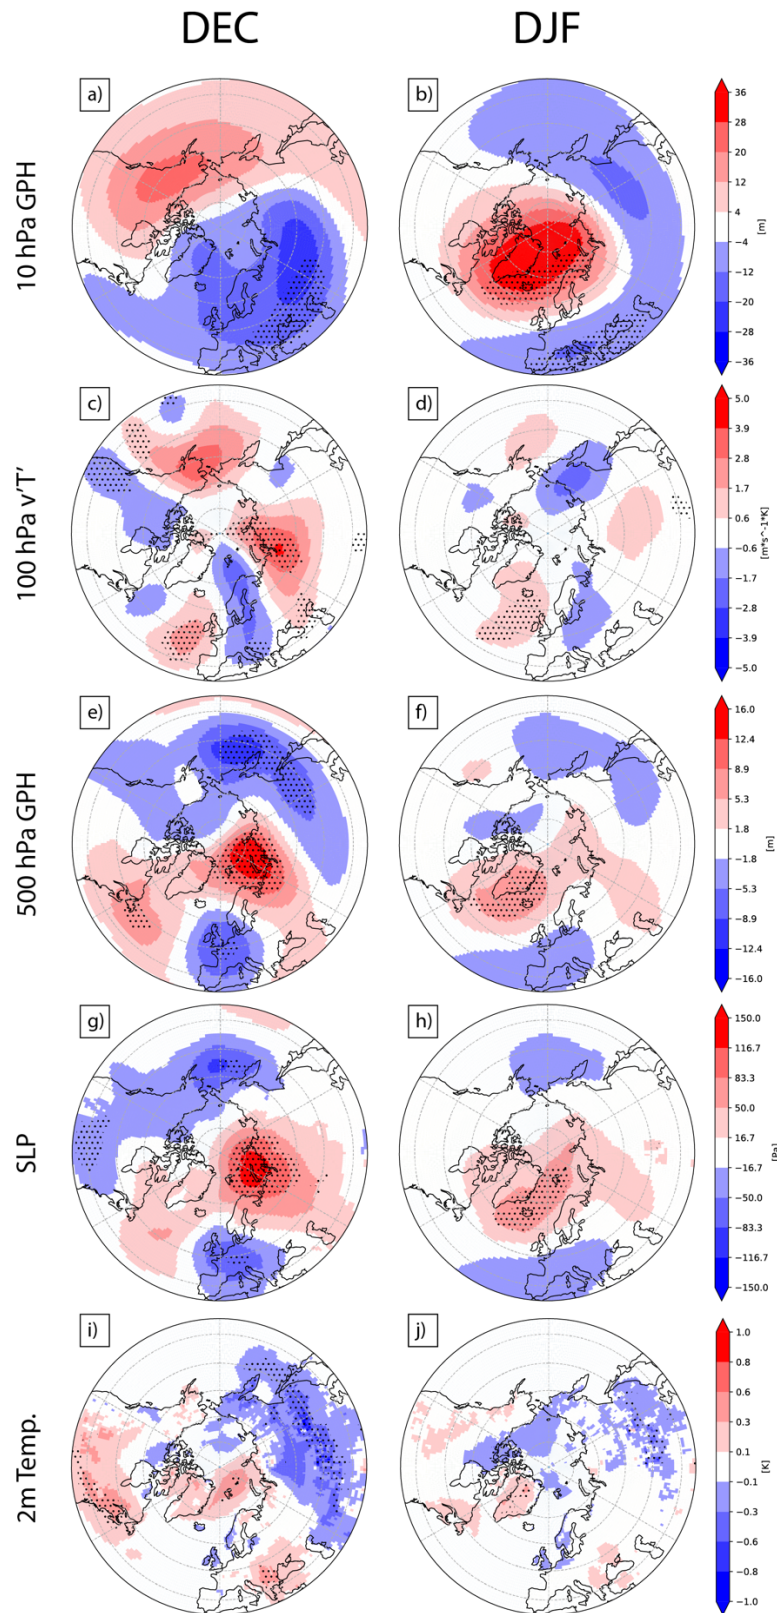 DEC DJF
10 hPa GPH
a)
b)
36
28
20
12
4
−4
−12
−20
−28
−36
[m]
100 hPa v'T'
c)
d)
5.0
3.9
2.8
1.7
0.6
−0.6
−1.7
−2.8
−3.9
−5.0
[m*s^-1*K]
500 hPa GPH
e)
f)
16.0
12.4
8.9
5.3
1.8
−1.8
−5.3
−8.9
−12.4
−16.0
[m]
SLP
g)
h)
150.0
116.7
83.3
50.0
16.7
−16.7
−50.0
−83.3
−116.7
−150.0
[Pa]
2m Temp.
i)
j)
1.0
0.8
0.6
0.3
0.1
−0.1
−0.3
−0.6
−0.8
−1.0
[K]